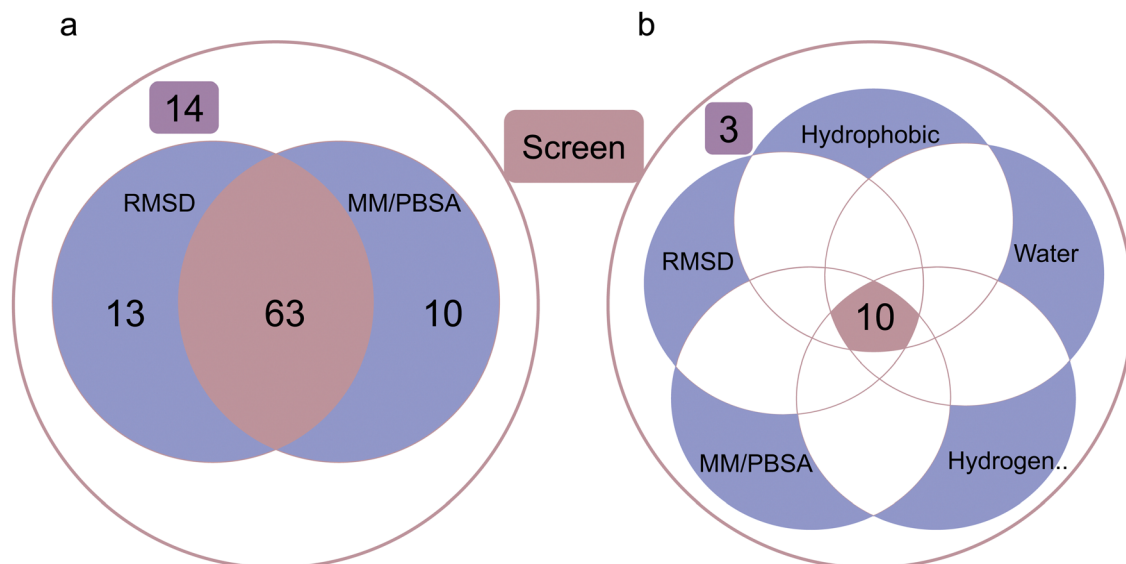 a
14
RMSD
MM/PBSA
13
63
10
Screen
b
3
Hydrophobic
RMSD
Water
10
MM/PBSA
Hydrogen..